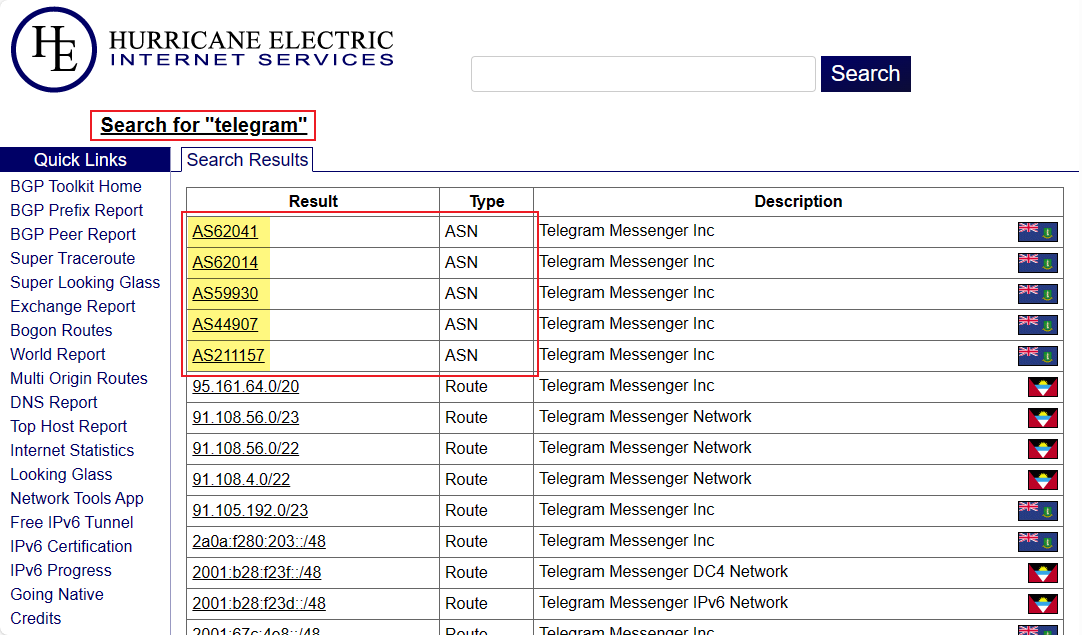 HE
HURRICANE ELECTRIC
INTERNET SERVICES
Search
Search for "telegram"
Quick Links
BGP Toolkit Home
BGP Prefix Report
BGP Peer Report
Super Traceroute
Super Looking Glass
Exchange Report
Bogon Routes
World Report
Multi Origin Routes
DNS Report
Top Host Report
Internet Statistics
Looking Glass
Network Tools App
Free IPv6 Tunnel
IPv6 Certification
IPv6 Progress
Going Native
Credits
Search Results
Result Type Description
AS62041 ASN Telegram Messenger Inc
AS62014 ASN Telegram Messenger Inc
AS59930 ASN Telegram Messenger Inc
AS44907 ASN Telegram Messenger Inc
AS211157 ASN Telegram Messenger Inc
95.161.64.0/20 Route Telegram Messenger Inc
91.108.56.0/23 Route Telegram Messenger Network
91.108.56.0/22 Route Telegram Messenger Network
91.108.4.0/22 Route Telegram Messenger Network
91.105.192.0/23 Route Telegram Messenger Inc
2a0a:f280:203::/48 Route Telegram Messenger Inc
2001:b28:f23f::/48 Route Telegram Messenger DC4 Network
2001:b28:f23d::/48 Route Telegram Messenger IPv6 Network
2001:67c:4e8::/48 Route Telegram Messenger Inc